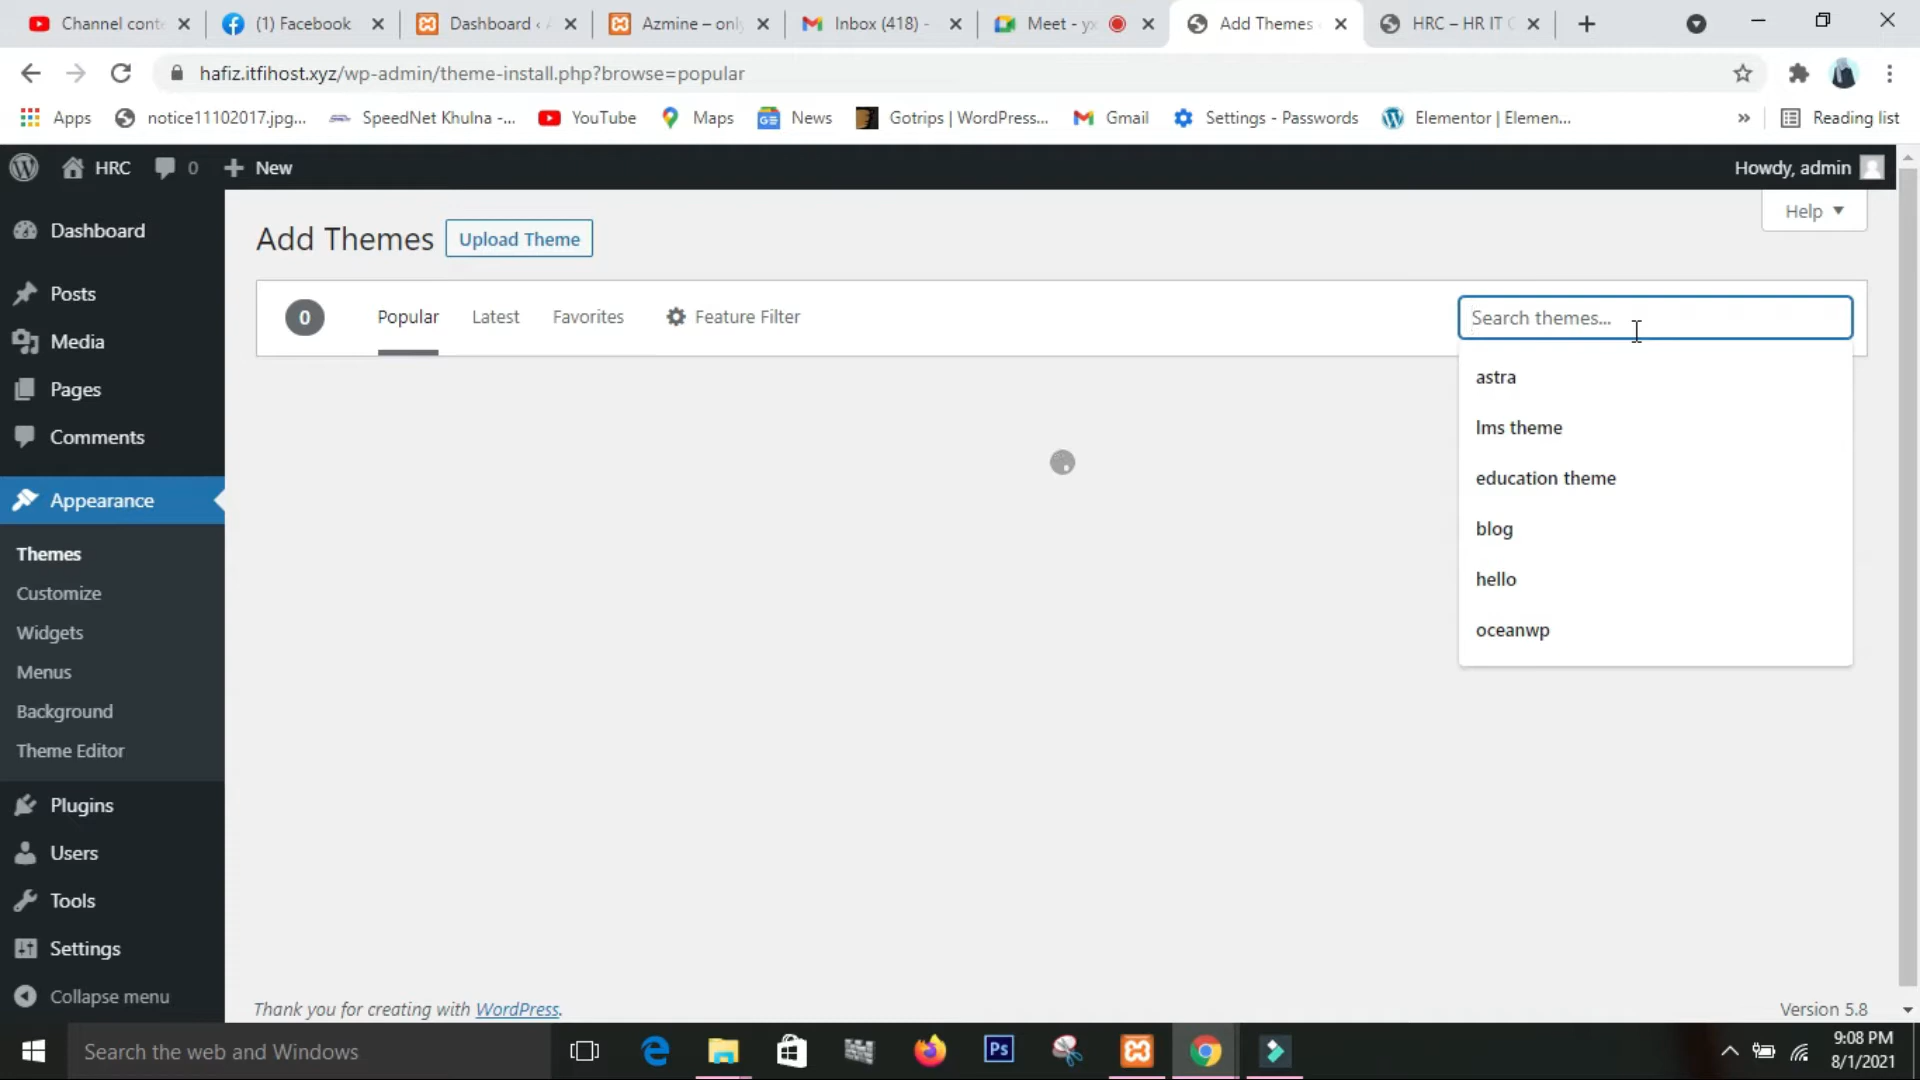 Channel conte
(1) Facebook
Dashboard ‹ A
Azmine – only
Inbox (418) -
Meet - yx
Add Themes ‹
HRC – HR IT C
hafiz.itfihost.xyz/wp-admin/theme-install.php?browse=popular
Apps
notice11102017.jpg...
SpeedNet Khulna -...
YouTube
Maps
News
Gotrips | WordPress...
Gmail
Settings - Passwords
Elementor | Elemen...
»
Reading list
HRC
0
New
Howdy, admin
Dashboard
Posts
Media
Pages
Comments
Appearance
Themes
Customize
Widgets
Menus
Background
Theme Editor
Plugins
Users
Tools
Settings
Collapse menu
Help
Add Themes
Upload Theme
0
Popular
Latest
Favorites
Feature Filter
Search themes...
astra
lms theme
education theme
blog
hello
oceanwp
Thank you for creating with WordPress.
Version 5.8
Search the web and Windows
Ps
9:08 PM
8/1/2021